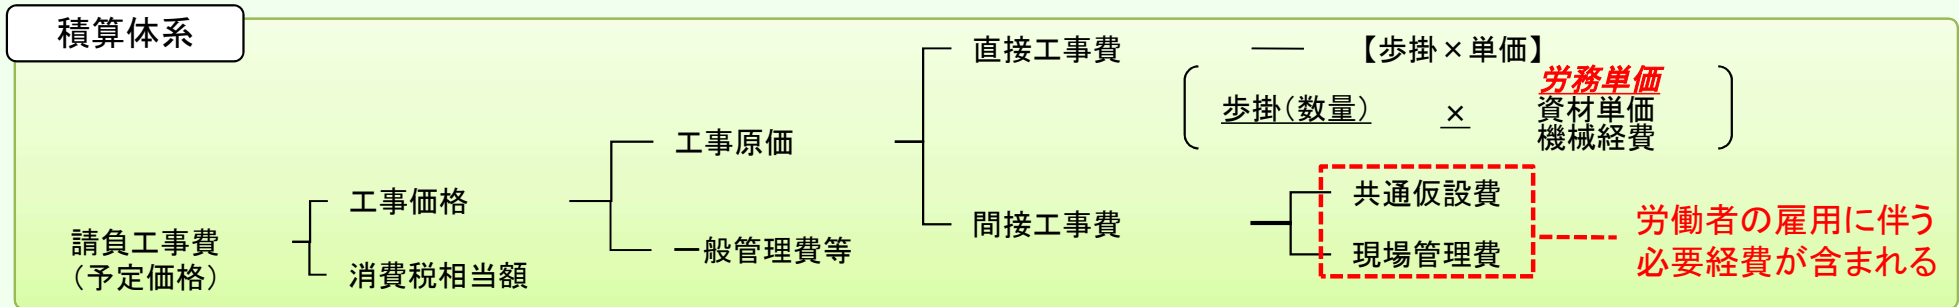 積算体系
直接工事費
【歩掛×単価】
歩掛(数量) ×
労務単価
資材単価
機械経費
工事原価
共通仮設費
工事価格
間接工事費
労働者の雇用に伴う
必要経費が含まれる
請負工事費
(予定価格)
一般管理費等
現場管理費
消費税相当額